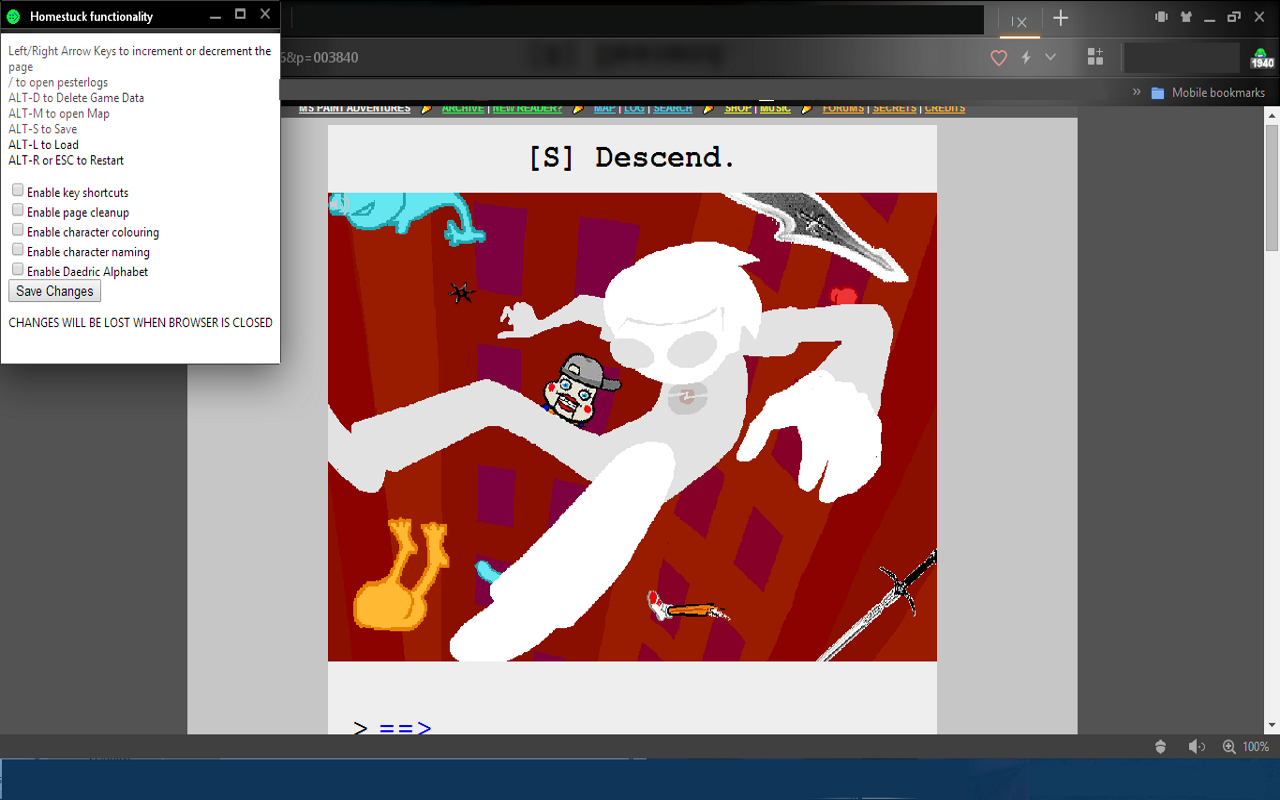 Homestuck functionality
Left/Right Arrow Keys to increment or decrement the
page
/ to open pesterlogs
ALT-D to Delete Game Data
ALT-M to open Map
ALT-S to Save
ALT-L to Load
ALT-R or ESC to Restart
Enable key shortcuts
Enable page cleanup
Enable character colouring
Enable character naming
Enable Daedric Alphabet
Save Changes
CHANGES WILL BE LOST WHEN BROWSER IS CLOSED
6&p=003840
1940
» Mobile bookmarks
MS PAINT ADVENTURES ARCHIVE | NEW READER? MAP | LOG | SEARCH SHOP | MUSIC FORUMS | SECRETS | CREDITS
[S] Descend.
> ==>
100%